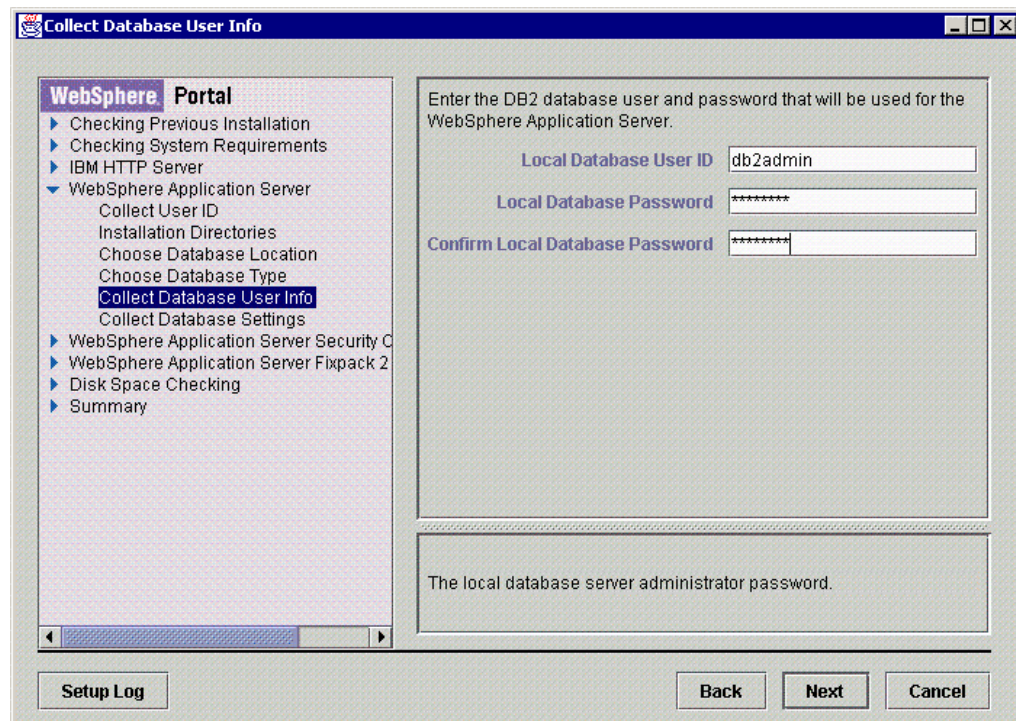 Collect Database User Info
WebSphere. Portal
Checking Previous Installation
Checking System Requirements
IBM HTTP Server
WebSphere Application Server
Collect User ID
Installation Directories
Choose Database Location
Choose Database Type
Collect Database User Info
Collect Database Settings
WebSphere Application Server Security C
WebSphere Application Server Fixpack 2
Disk Space Checking
Summary
Enter the DB2 database user and password that will be used for the
WebSphere Application Server.
Local Database User ID db2admin
Local Database Password ********
Confirm Local Database Password ********
The local database server administrator password.
Setup Log
Back Next Cancel